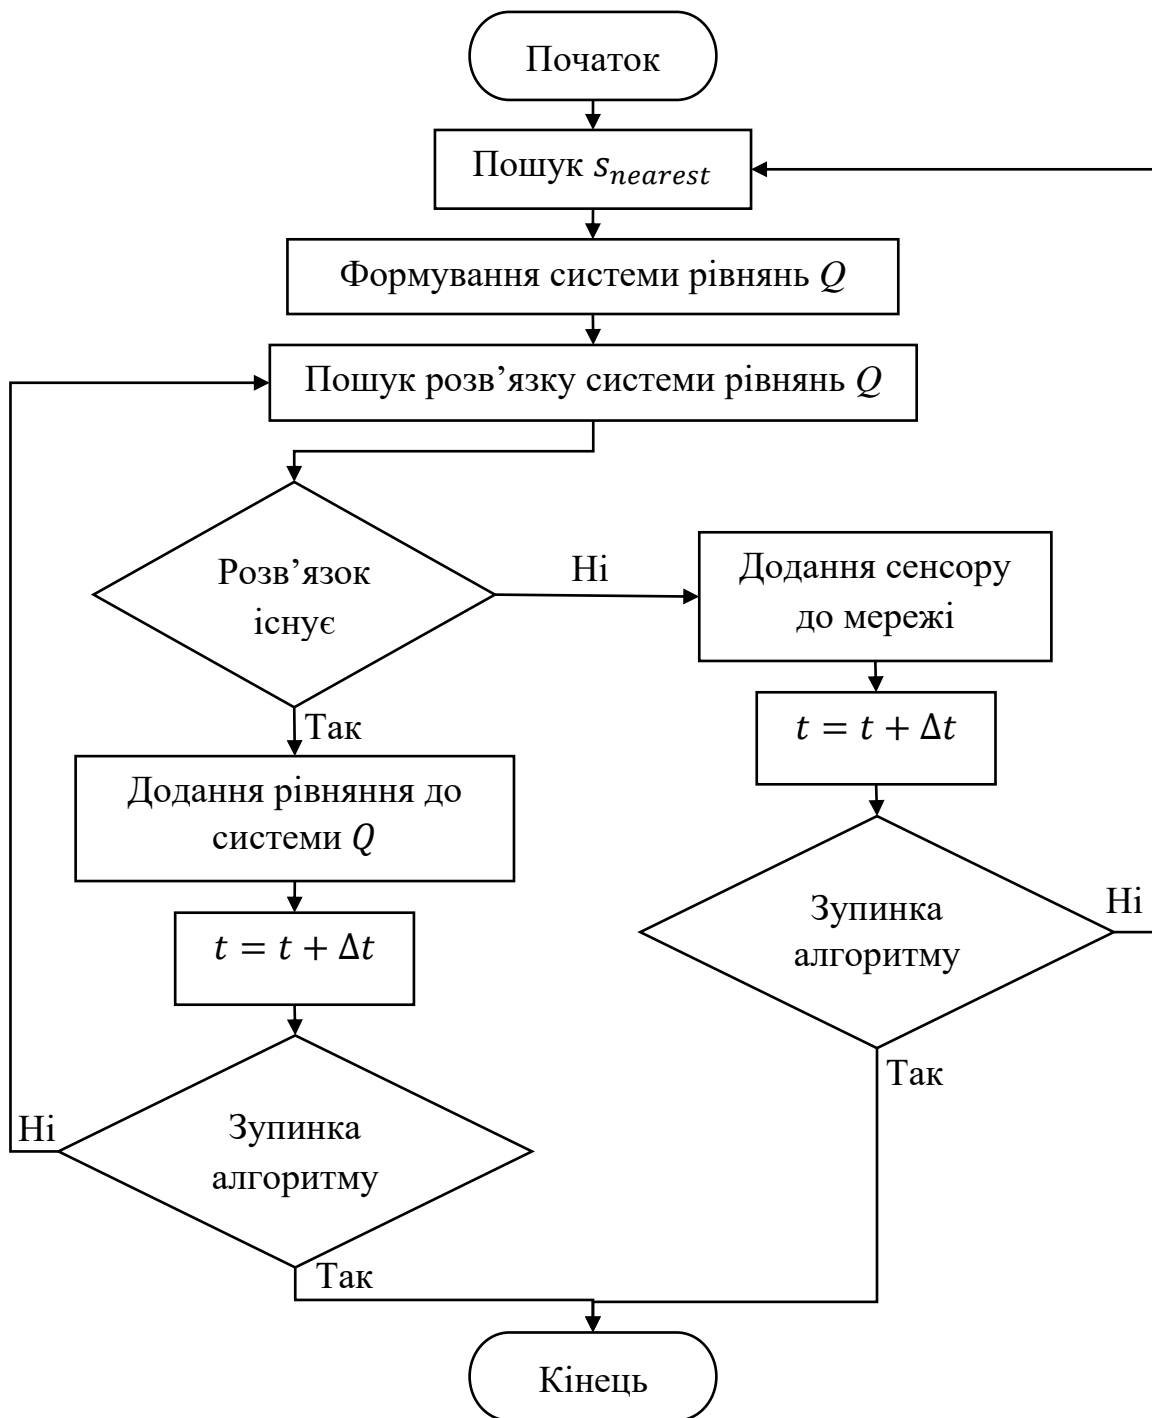 Початок
Пошук s_nearest
Формування системи рівнянь Q
Пошук розв’язку системи рівнянь Q
Розв’язок
існує
Ні
Додання сенсору
до мережі
t = t + Δt
Так
Додання рівняння до
системи Q
t = t + Δt
Зупинка
алгоритму
Ні
Так
Зупинка
алгоритму
Ні
Так
Кінець